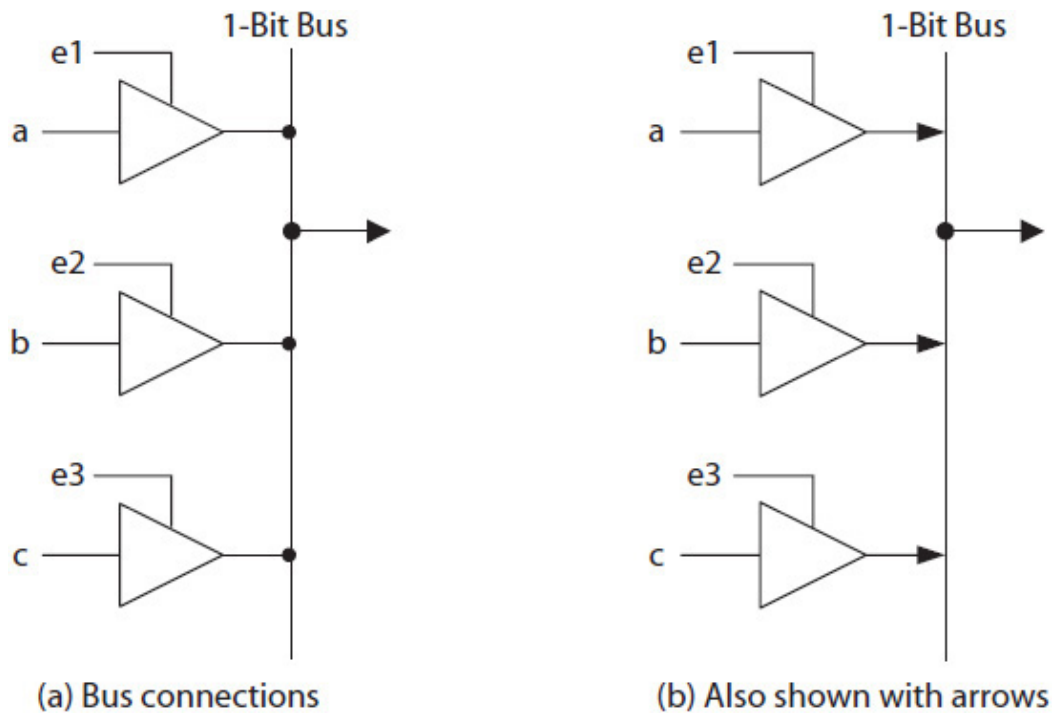 1-Bit Bus
e1
a
e2
b
e3
c
(a) Bus connections
1-Bit Bus
e1
a
e2
b
e3
c
(b) Also shown with arrows